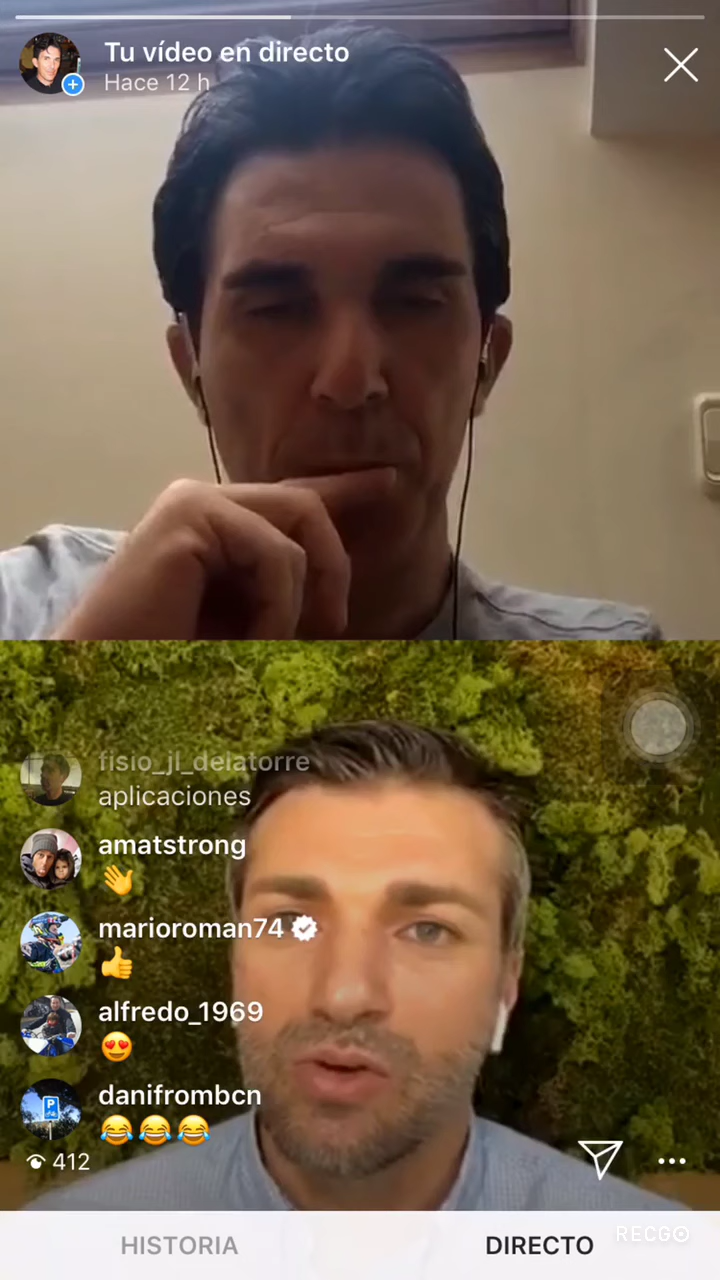 Tu vídeo en directo
Hace 12 h
fisio_jl_delatorre
aplicaciones
amatstrong
👋
marioroman74
👍
alfredo_1969
😍
danifrombcn
😂😂😂
412
HISTORIA
DIRECTO
RECGO
P